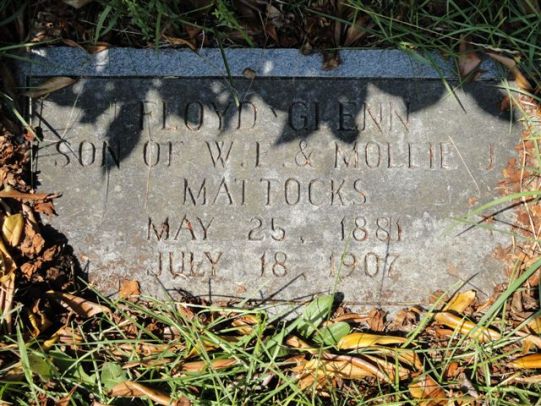 FLOYD GLENN
SON OF W. L. & MOLLIE J.
MATTOCKS
MAY 25, 1881
JULY 18, 1907